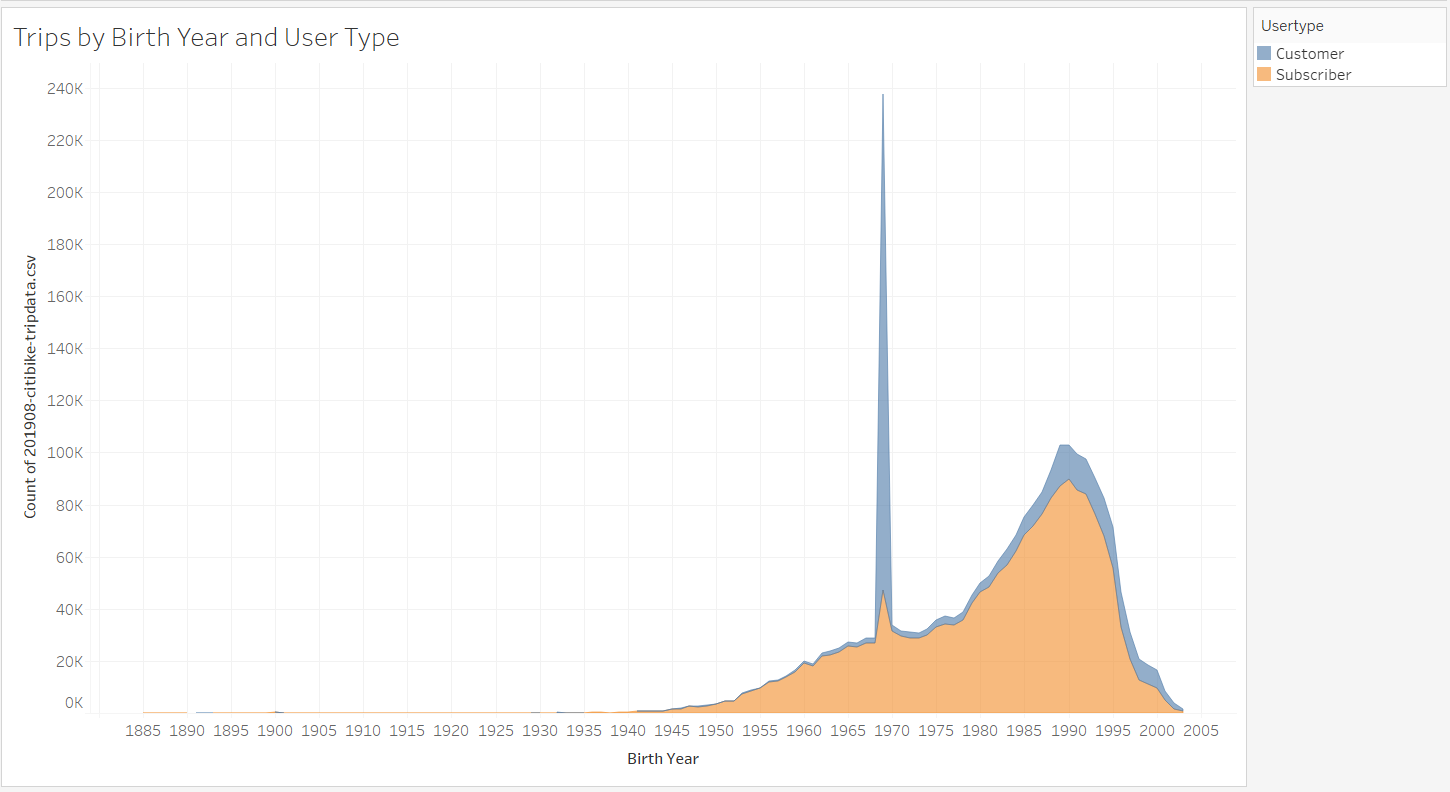 Trips by Birth Year and User Type
Usertype
Customer
Subscriber
240K
220K
200K
180K
160K
140K
120K
100K
80K
60K
40K
20K
0K
Count of 201908-citibike-tripdata.csv
1885 1890 1895 1900 1905 1910 1915 1920 1925 1930 1935 1940 1945 1950 1955 1960 1965 1970 1975 1980 1985 1990 1995 2000 2005
Birth Year